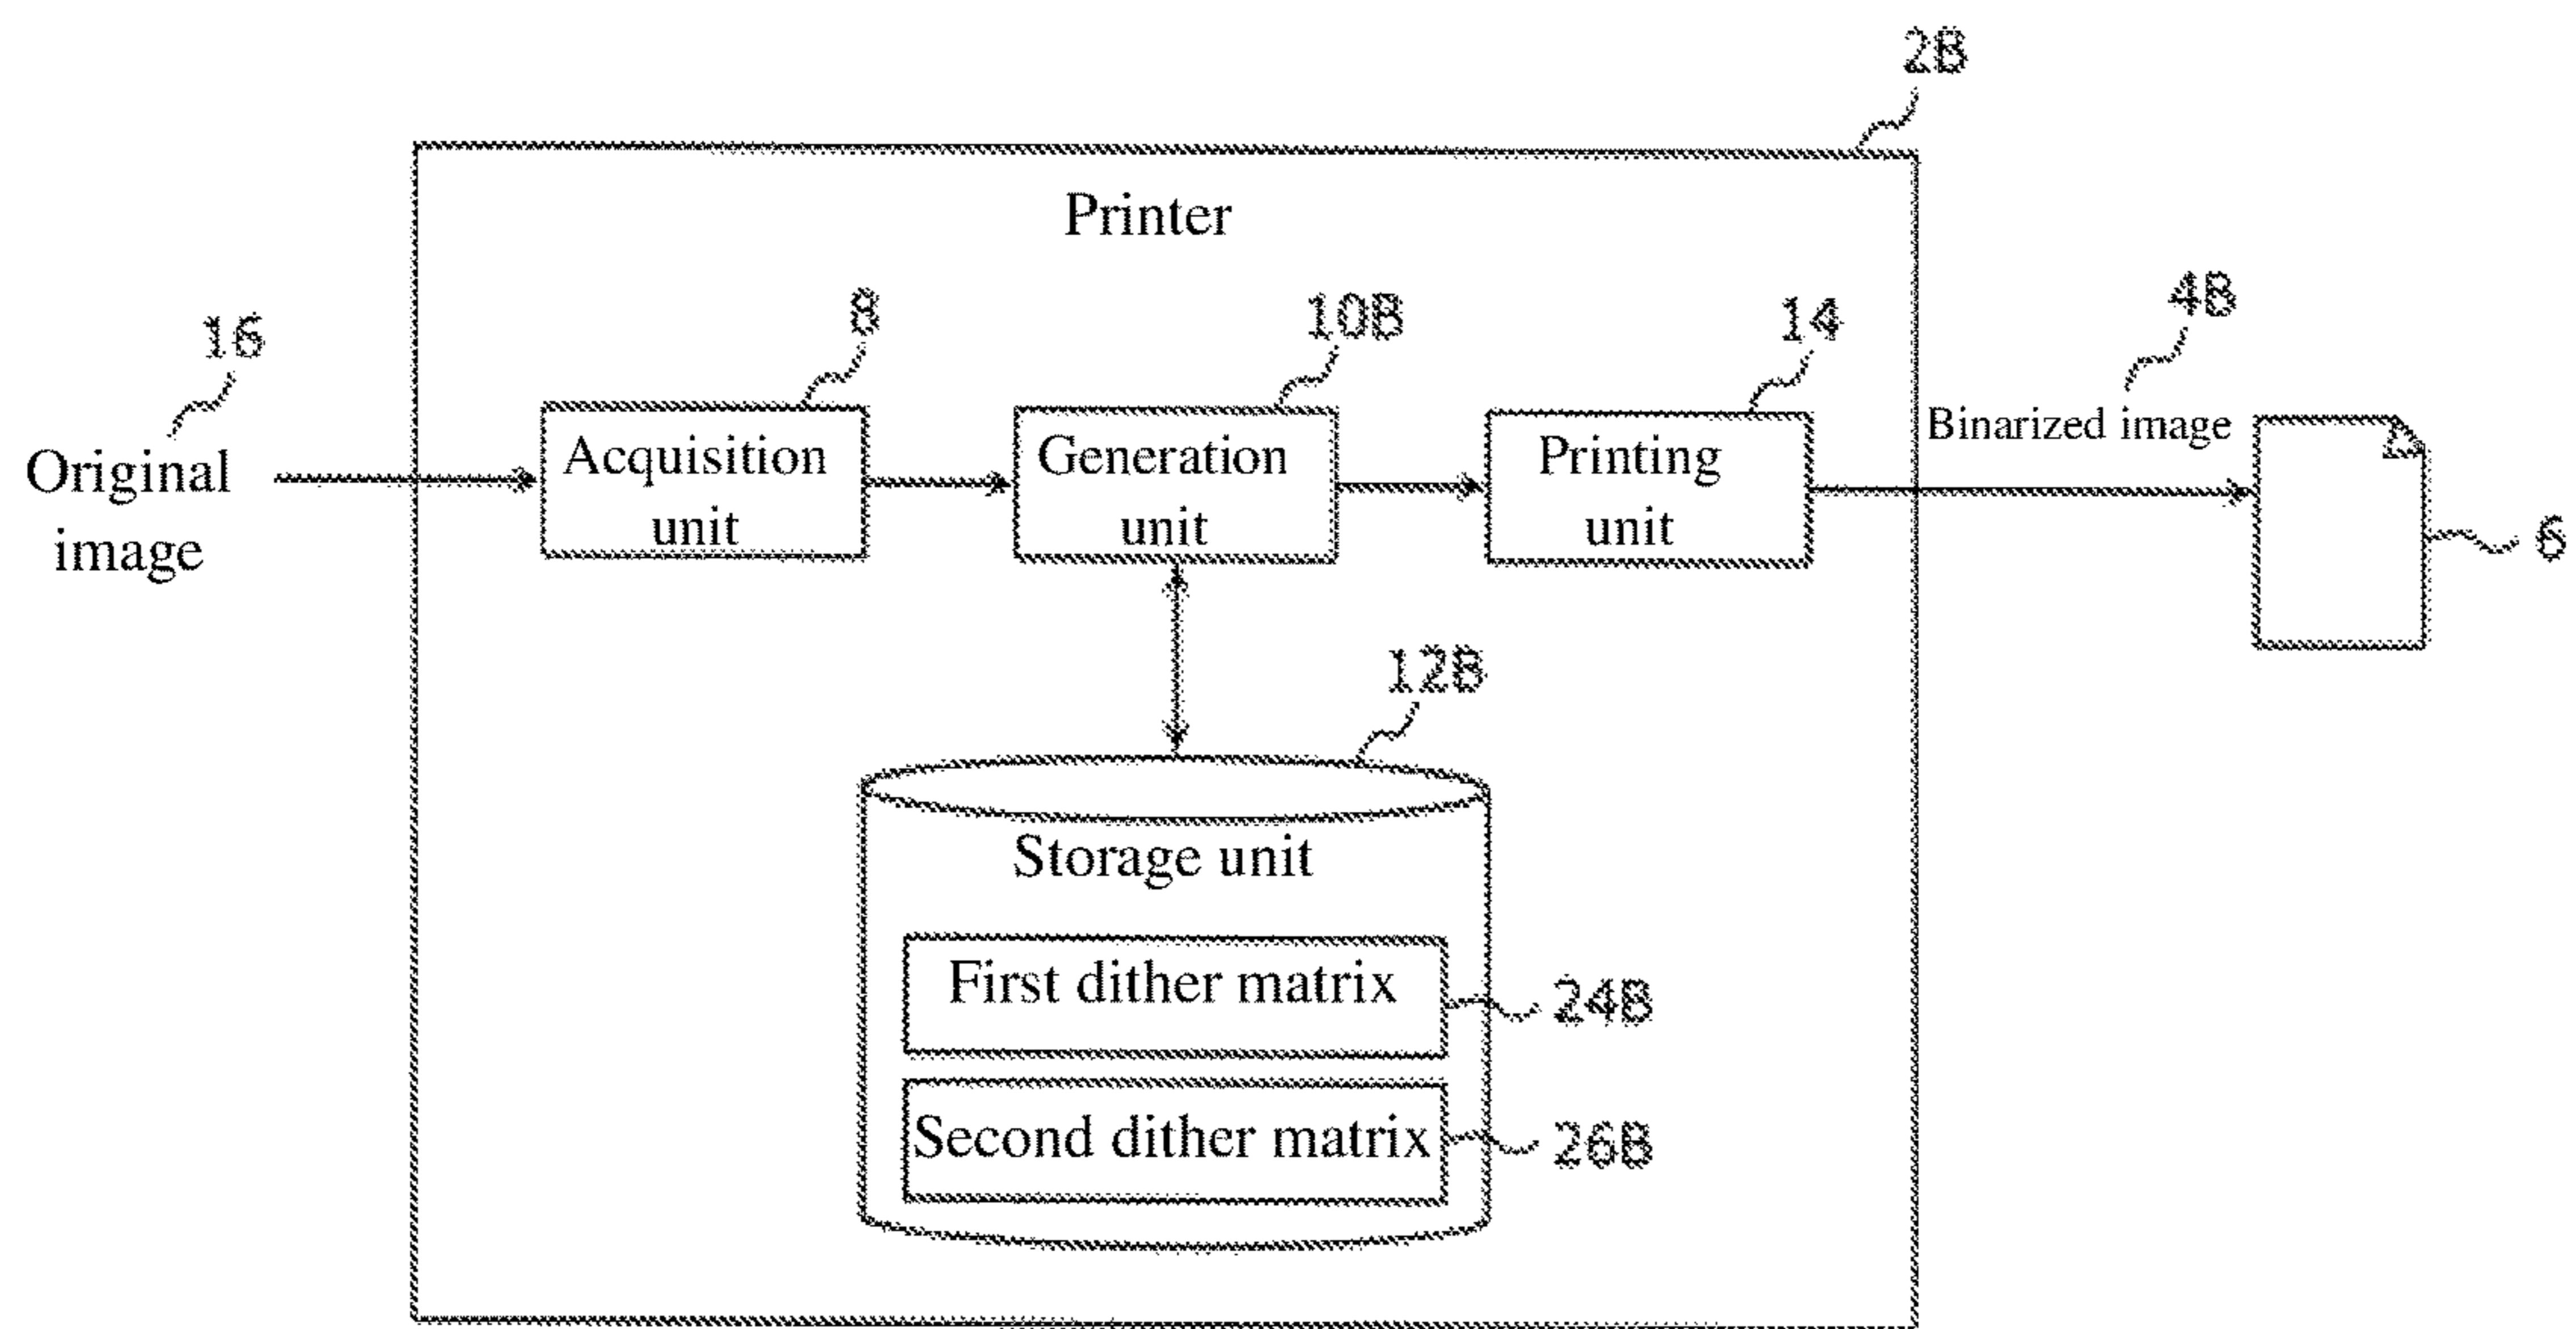 2B
Printer
16
8
10B
14
4B
Original
image
Acquisition
unit
Generation
unit
Printing
unit
Binarized image
6
12B
Storage unit
First dither matrix
24B
Second dither matrix
26B